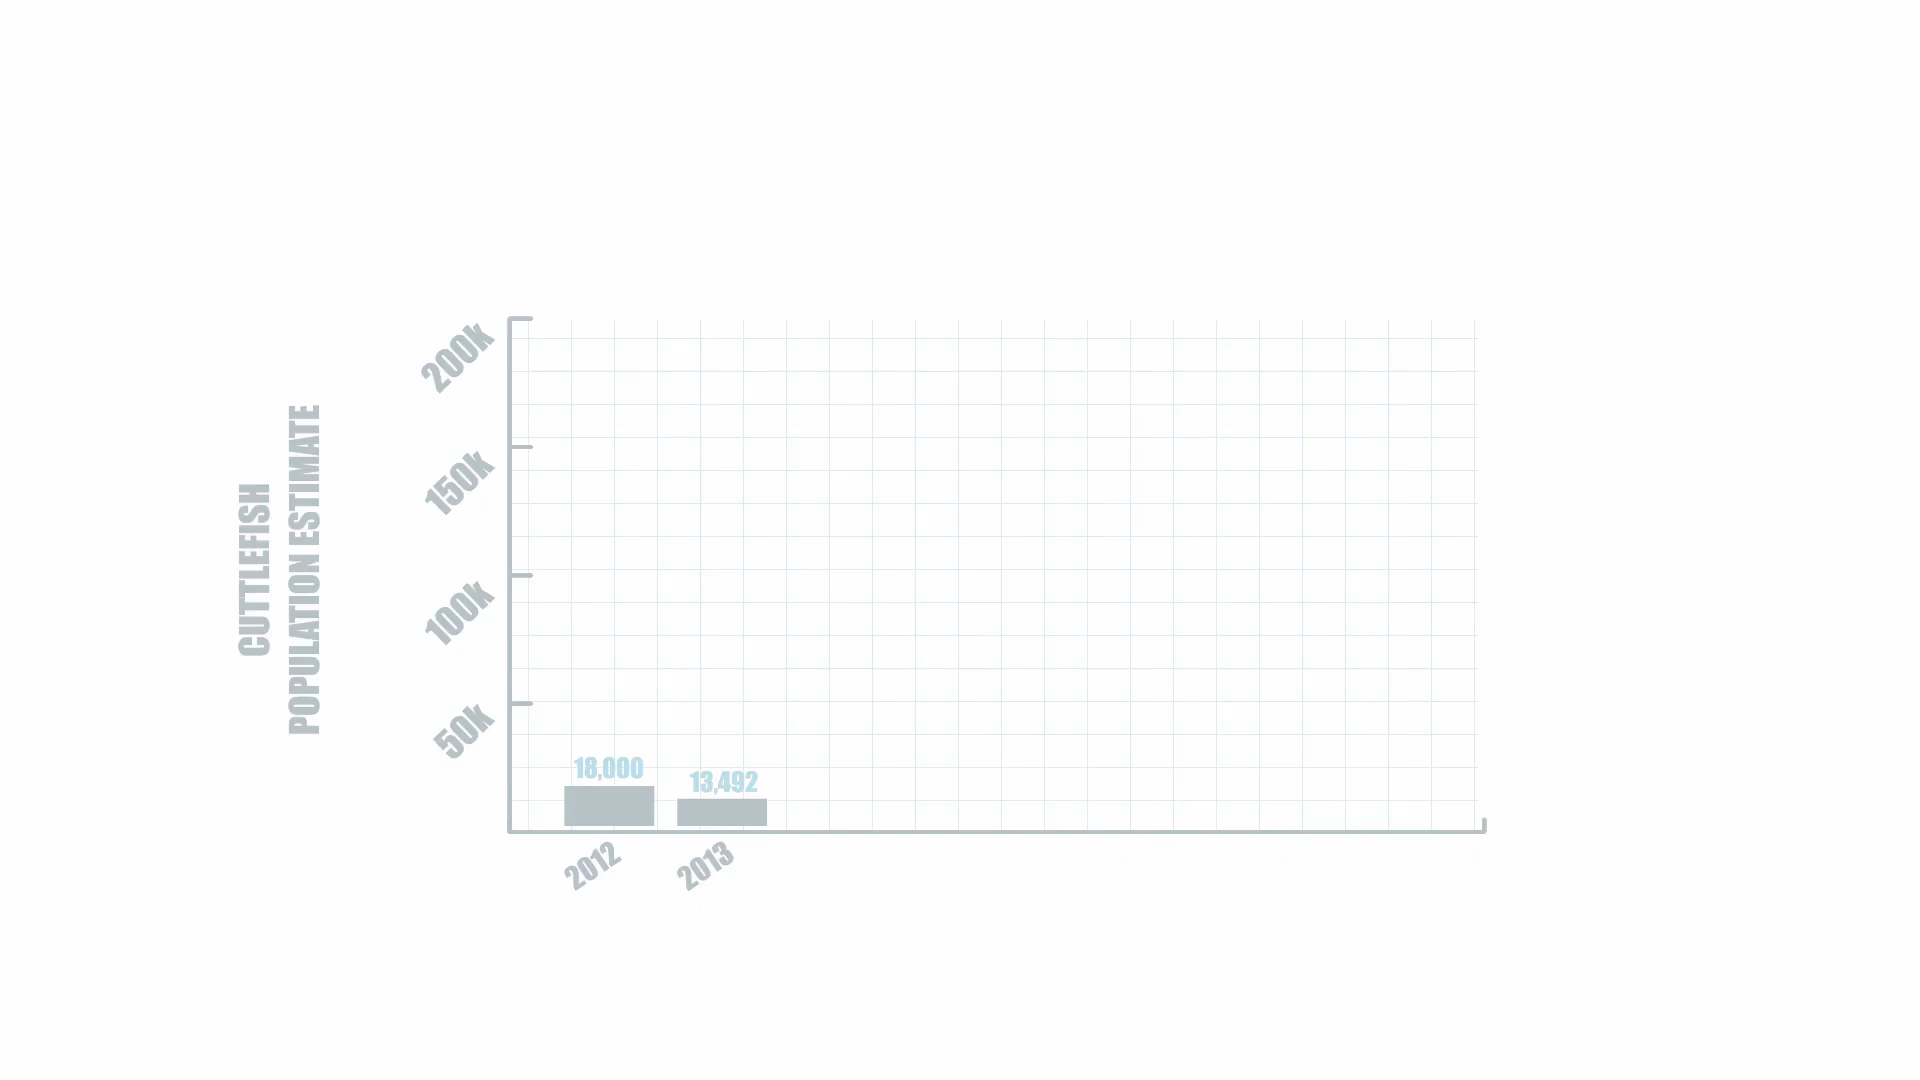 CUTTLEFISH
POPULATION ESTIMATE
200k
150k
100k
50k
18,000
13,492
2012
2013